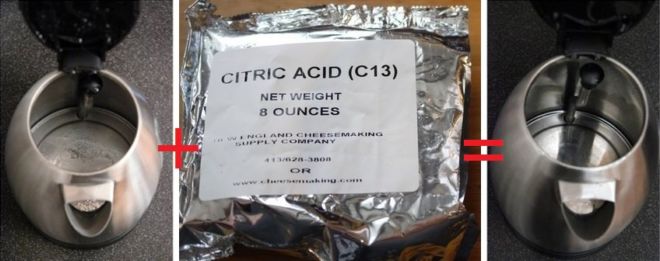 +
CITRIC ACID (C13)
NET WEIGHT
8 OUNCES
ENGLAND CHEESEMAKING
SUPPLY COMPANY
413/628-3808
OR
www.cheesemaking.com
=